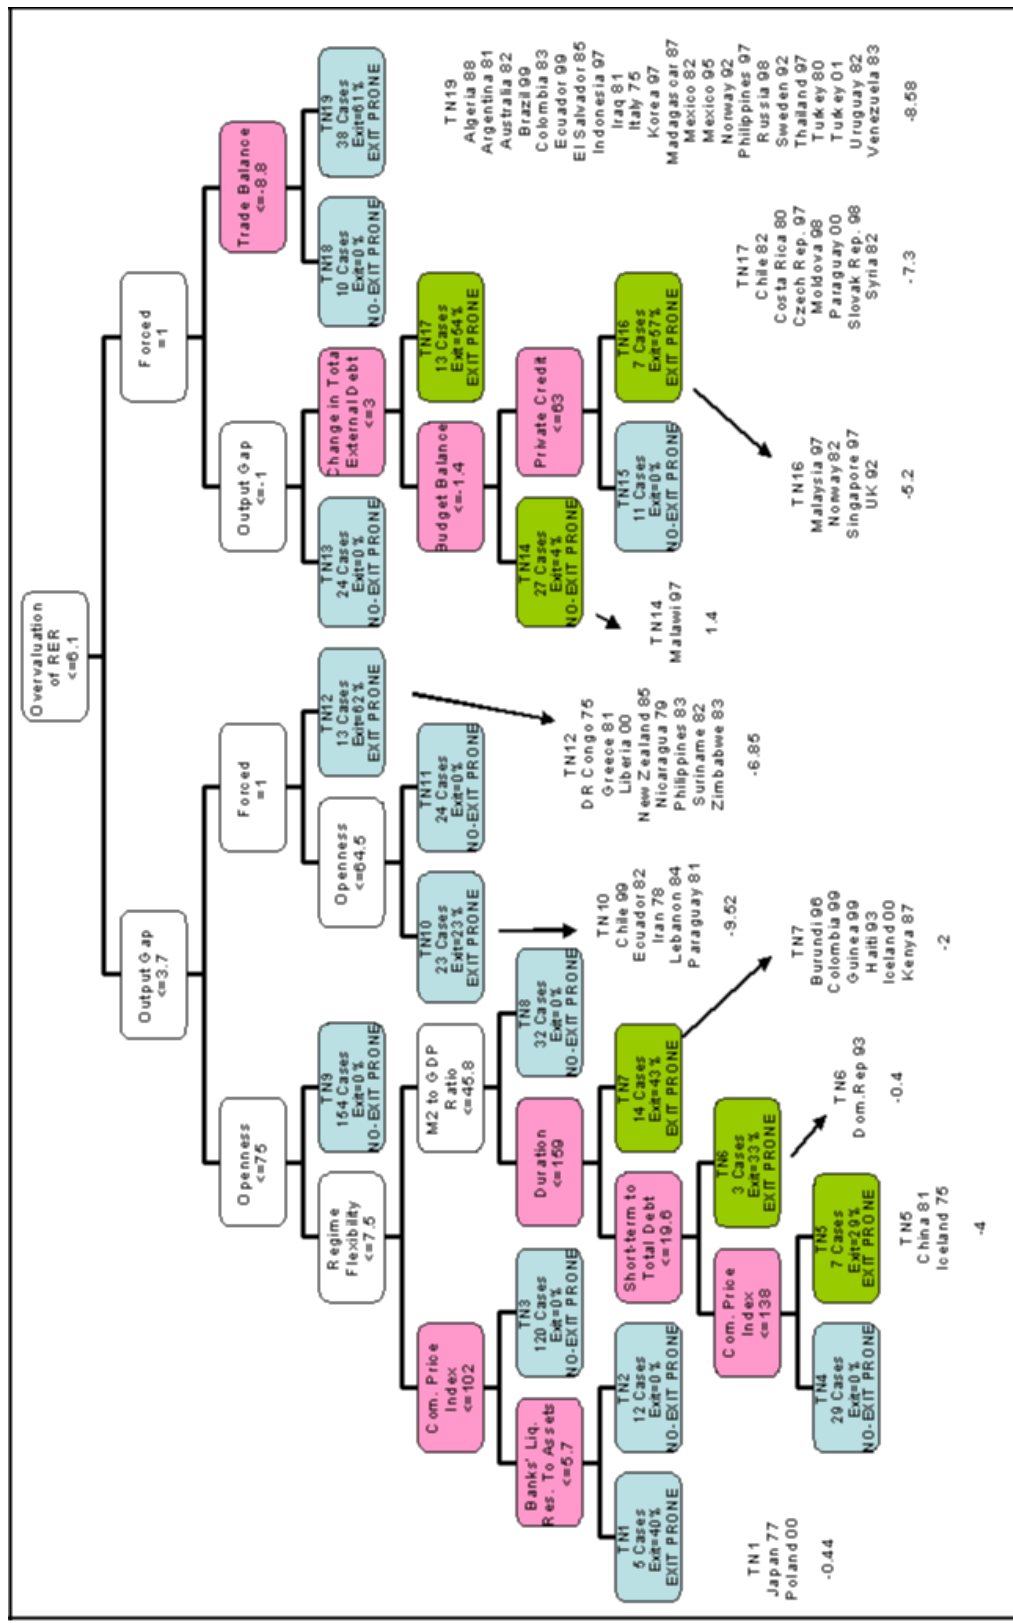 Overvaluation
of RER
<=6.1
Output Gap
<=3.7
Forced
=1
Openness
<=75
Forced
=1
Output Gap
<=-1
Trade Balance
<=-8.8
Regime
Flexibility
<=7.5
TN9
154 Cases
Exit=0%
NO-EXIT PRONE
Openness
<=64.5
TN12
13 Cases
Exit=62%
EXIT PRONE
TN13
24 Cases
Exit=0%
NO-EXIT PRONE
Change in Tota
External Debt
<=3
TN18
10 Cases
Exit=0%
NO-EXIT PRONE
TN19
38 Cases
Exit=61%
EXIT PRONE
Com. Price
Index
<=102
M2 to GDP
Ratio
<=45.8
TN10
23 Cases
Exit=23%
EXIT PRONE
TN11
24 Cases
Exit=0%
NO-EXIT PRONE
Budget Balance
<=-1.4
TN17
13 Cases
Exit=54%
EXIT PRONE
Banks' Liq.
Res. To Assets
<=5.7
TN3
120 Cases
Exit=0%
NO-EXIT PRONE
Duration
<=159
TN8
32 Cases
Exit=0%
NO-EXIT PRONE
TN14
27 Cases
Exit=4%
NO-EXIT PRONE
Private Credit
<=63
TN1
5 Cases
Exit=40%
EXIT PRONE
TN2
12 Cases
Exit=0%
NO-EXIT PRONE
Short-term to
Total Debt
<=19.6
TN7
14 Cases
Exit=43%
EXIT PRONE
TN15
11 Cases
Exit=0%
NO-EXIT PRONE
TN16
7 Cases
Exit=57%
EXIT PRONE
Com. Price
Index
<=138
TN6
3 Cases
Exit=33%
EXIT PRONE
TN4
29 Cases
Exit=0%
NO-EXIT PRONE
TN5
7 Cases
Exit=29%
EXIT PRONE
TN1
Japan 77
Poland 00
-0.44
TN5
China 81
Iceland 75
-4
TN6
Dom.Rep 93
-0.4
TN7
Burundi 96
Colombia 99
Guinea 99
Haiti 93
Iceland 00
Kenya 87
-2
TN10
Chile 99
Ecuador 82
Iran 78
Lebanon 84
Paraguay 81
-9.52
TN12
DR Congo 75
Greece 81
Liberia 00
New Zealand 85
Nicaragua 79
Philippines 83
Suriname 82
Zimbabwe 83
-6.85
TN14
Malawi 97
1.4
TN16
Malaysia 97
Norway 82
Singapore 97
UK 92
-5.2
TN17
Chile 82
Costa Rica 80
Czech Rep. 97
Moldova 98
Paraguay 00
Slovak Rep. 98
Syria 82
-7.3
TN19
Algeria 88
Argentina 81
Australia 82
Brazil 99
Colombia 83
Ecuador 99
El Salvador 85
Indonesia 97
Iraq 81
Italy 75
Korea 97
Madagascar 87
Mexico 82
Mexico 95
Norway 92
Philippines 97
Russia 98
Sweden 92
Thailand 97
Turkey 80
Turkey 01
Uruguay 82
Venezuela 83
-8.58